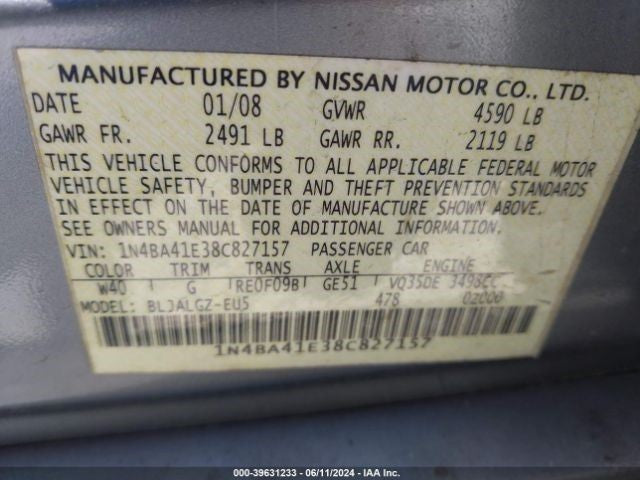 MANUFACTURED BY NISSAN MOTOR CO., LTD.
DATE 01/08 GVWR 4590 LB
GAWR FR. 2491 LB GAWR RR. 2119 LB
THIS VEHICLE CONFORMS TO ALL APPLICABLE FEDERAL MOTOR
VEHICLE SAFETY, BUMPER AND THEFT PREVENTION STANDARDS
IN EFFECT ON THE DATE OF MANUFACTURE SHOWN ABOVE.
SEE OWNERS MANUAL FOR ADDITIONAL INFORMATION.
VIN: 1N4BA41E38C827157 PASSENGER CAR
COLOR TRIM TRANS AXLE ENGINE
W40 G RE0F09B GE51 VQ35DE 3498CC
MODEL: BLJALGZ-EU5 478 02000
1N4BA41E38C827157
© COPYRIGHT - 39631233 - 06/11/2024 - IAA, LLC